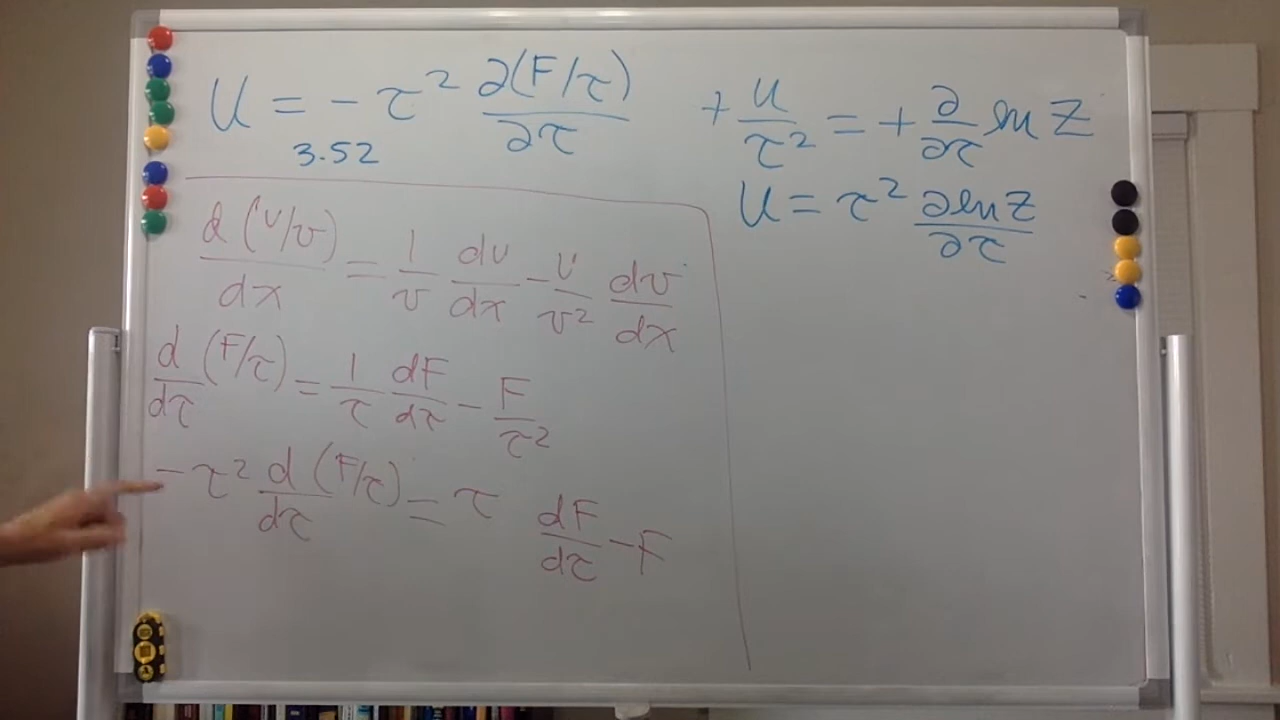 U = - τ² ∂(F/τ)/∂τ
3.52
d(u/v)/dx = 1/v du/dx - u/v² dv/dx
d/dτ (F/τ) = 1/τ dF/dτ - F/τ²
- τ² d/dτ (F/τ) = τ dF/dτ - F
+ U/τ² = + ∂/∂τ ln Z
U = τ² ∂ln Z/∂τ